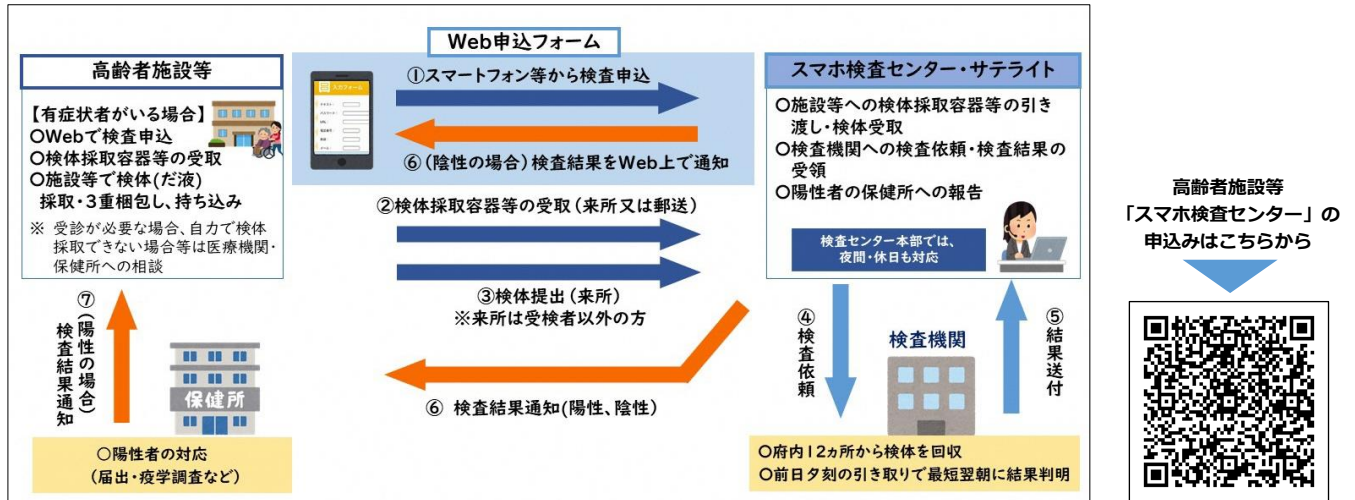 Web申込フォーム
高齢者施設等
【有症状者がいる場合】
○Webで検査申込
○検体採取容器等の受取
○施設等で検体(だ液)
採取・3重梱包し、持ち込み
※ 受診が必要な場合、自力で検体
採取できない場合等は医療機関・
保健所への相談
入力フォーム
①スマートフォン等から検査申込
⑥(陰性の場合)検査結果をWeb上で通知
②検体採取容器等の受取(来所又は郵送)
③検体提出(来所)
※来所は受検者以外の方
⑥ 検査結果通知(陽性、陰性)
スマホ検査センター・サテライト
○施設等への検体採取容器等の引き
渡し・検体受取
○検査機関への検査依頼・検査結果の
受領
○陽性者の保健所への報告
検査センター本部では、
夜間・休日も対応
④検査依頼
検査機関
⑤結果送付
○府内12ヵ所から検体を回収
○前日夕刻の引き取りで最短翌朝に結果判明
⑦(陽性の場合)
検査結果通知
保健所
○陽性者の対応
(届出・疫学調査など)
高齢者施設等
「スマホ検査センター」の
申込みはこちらから